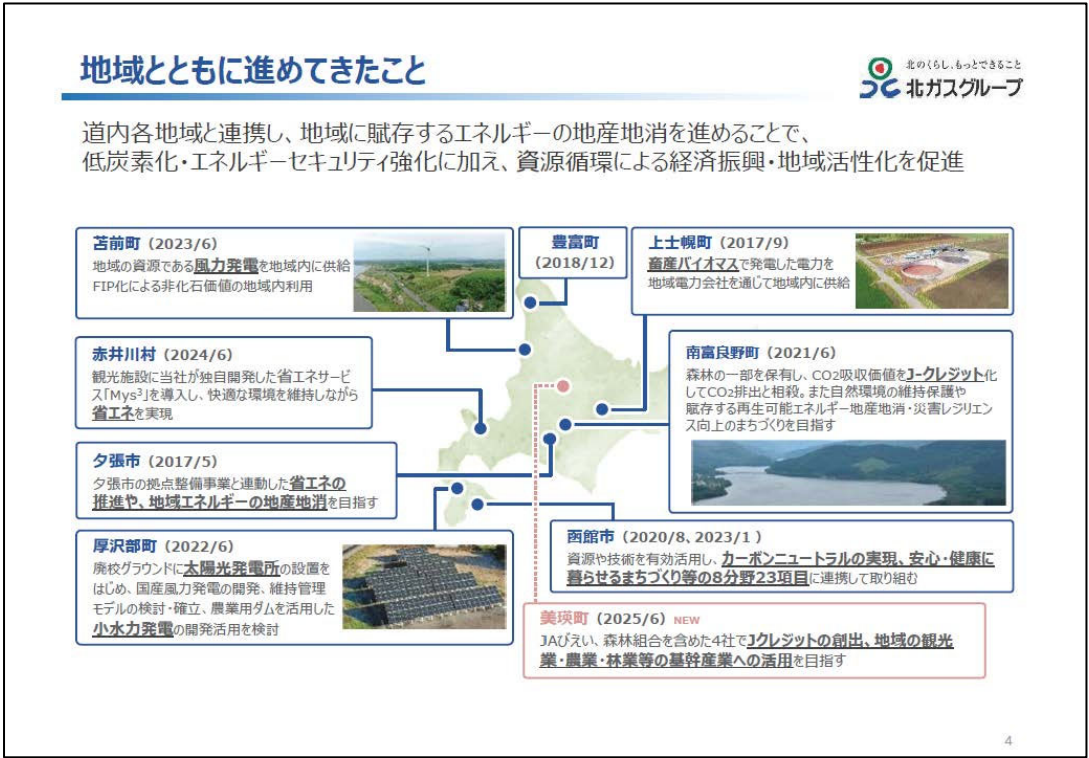 地域とともに進めてきたこと
北のくらし、もっとできること
北ガスグループ
道内各地域と連携し、地域に賦存するエネルギーの地産地消を進めることで、
低炭素化・エネルギーセキュリティ強化に加え、資源循環による経済振興・地域活性化を促進
苫前町（2023/6）
地域の資源である風力発電を地域内に供給
FIP化による非化石価値の地域内利用
豊富町
（2018/12）
上士幌町（2017/9）
畜産バイオマスで発電した電力を
地域電力会社を通じて地域内に供給
赤井川村（2024/6）
観光施設に当社が独自開発した省エネサービ
ス「Mys³」を導入し、快適な環境を維持しながら
省エネを実現
南富良野町（2021/6）
森林の一部を保有し、CO2吸収価値をJ-クレジット化
してCO2排出と相殺。また自然環境の維持保護や
賦存する再生可能エネルギー地産地消・災害レジリエン
ス向上のまちづくりを目指す
夕張市（2017/5）
夕張市の拠点整備事業と連動した省エネの
推進や、地域エネルギーの地産地消を目指す
厚沢部町（2022/6）
廃校グラウンドに太陽光発電所の設置を
はじめ、国産風力発電の開発、維持管理
モデルの検討・確立、農業用ダムを活用した
小水力発電の開発活用を検討
函館市（2020/8、2023/1 ）
資源や技術を有効活用し、カーボンニュートラルの実現、安心・健康に
暮らせるまちづくり等の8分野23項目に連携して取り組む
美瑛町（2025/6）NEW
JAびえい、森林組合を含めた4社でJクレジットの創出、地域の観光
業・農業・林業等の基幹産業への活用を目指す
4